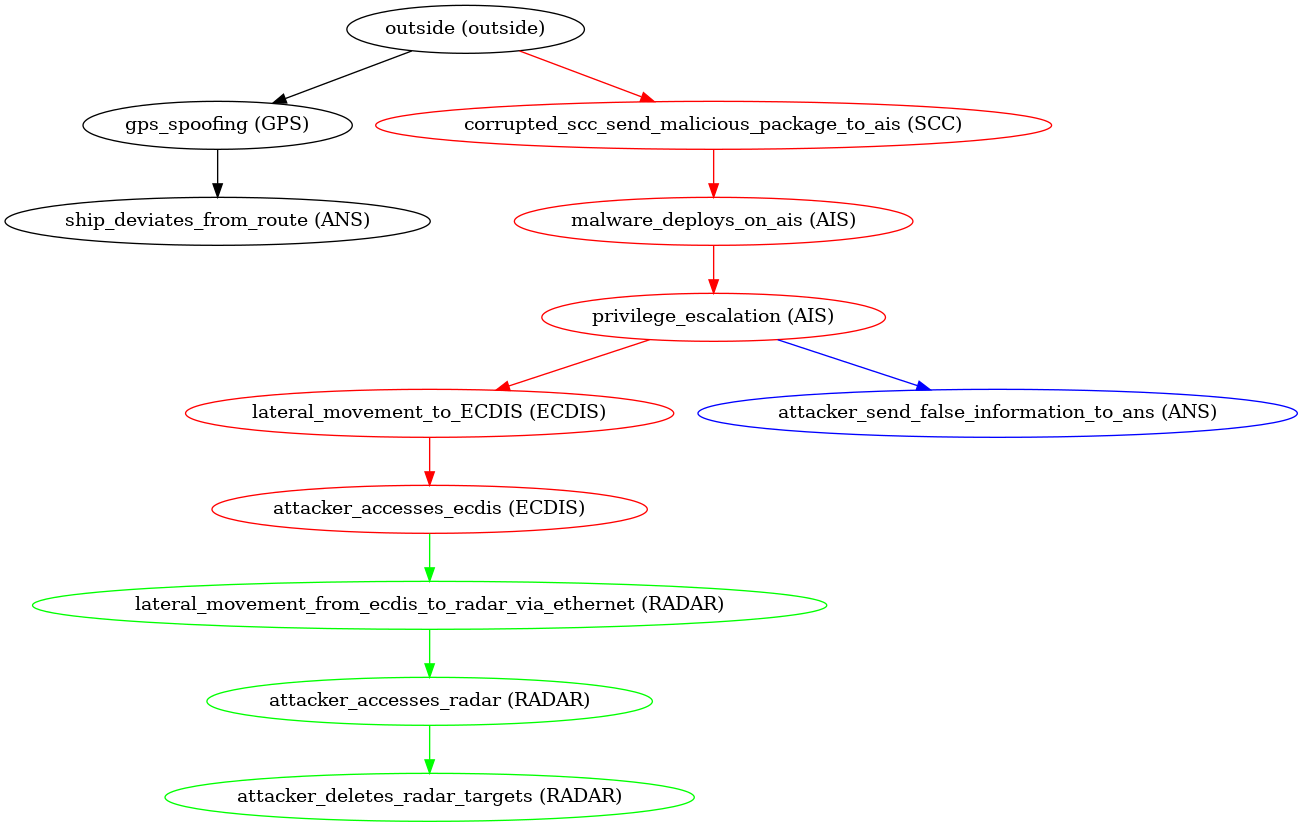 outside (outside)
gps_spoofing (GPS)
corrupted_scc_send_malicious_package_to_ais (SCC)
ship_deviates_from_route (ANS)
malware_deploys_on_ais (AIS)
privilege_escalation (AIS)
lateral_movement_to_ECDIS (ECDIS)
attacker_send_false_information_to_ans (ANS)
attacker_accesses_ecdis (ECDIS)
lateral_movement_from_ecdis_to_radar_via_ethernet (RADAR)
attacker_accesses_radar (RADAR)
attacker_deletes_radar_targets (RADAR)